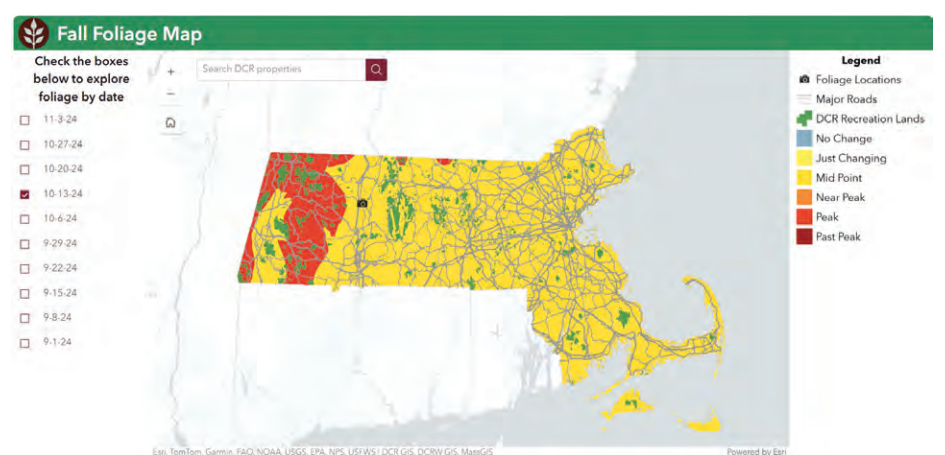 Fall Foliage Map
Check the boxes
below to explore
foliage by date
11-3-24
10-27-24
10-20-24
10-13-24
10-6-24
9-29-24
9-22-24
9-15-24
9-8-24
9-1-24
+
Search DCR properties
−
Legend
Foliage Locations
Major Roads
DCR Recreation Lands
No Change
Just Changing
Mid Point
Near Peak
Peak
Past Peak
Esri, TomTom, Garmin, FAO, NOAA, USGS, EPA, NPS, USFWS | DCR GIS, DCRW GIS, MassGIS
Powered by Esri